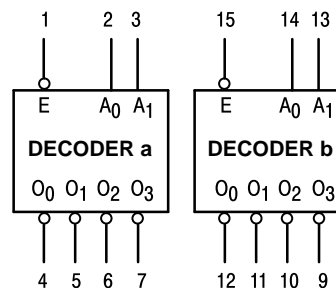 1 2 3 15 14 13
E A0 A1 E A0 A1
DECODER a DECODER b
O0 O1 O2 O3 O0 O1 O2 O3
4 5 6 7 12 11 10 9